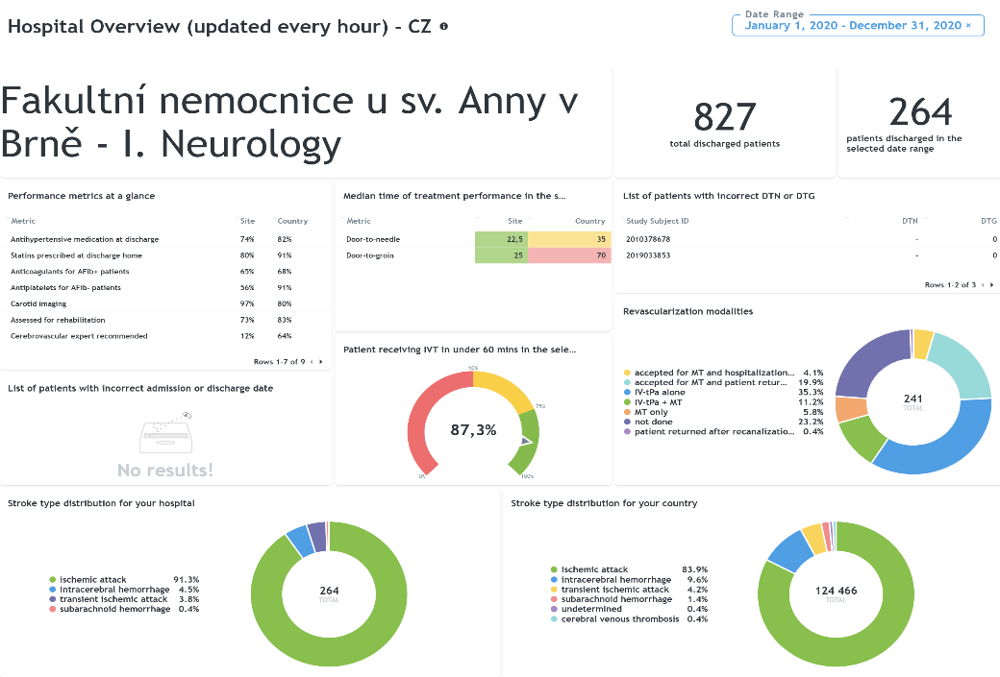 Hospital Overview (updated every hour) - CZ
Date Range
January 1, 2020 - December 31, 2020 ×
Fakultní nemocnice u sv. Anny v
Brně - I. Neurology
827
total discharged patients
264
patients discharged in the
selected date range
Performance metrics at a glance
Metric Site Country
Antihypertensive medication at discharge 74% 82%
Statins prescribed at discharge home 80% 91%
Anticoagulants for AFib+ patients 65% 68%
Antiplatelets for AFib- patients 56% 91%
Carotid imaging 97% 80%
Assessed for rehabilitation 73% 83%
Cerebrovascular expert recommended 12% 64%
Rows 1-7 of 9
Median time of treatment performance in the s...
Metric Site Country
Door-to-needle 22,5 35
Door-to-groin 25 70
List of patients with incorrect DTN or DTG
Study Subject ID DTN DTG
2010378678 - 0
2019033853 - 0
Rows 1-2 of 3
List of patients with incorrect admission or discharge date
No results!
Patient receiving IVT in under 60 mins in the sele...
0%
50%
75%
100%
87,3%
Revascularization modalities
accepted for MT and hospitalization... 4.1%
accepted for MT and patient retur... 19.9%
IV-tPa alone 35.3%
IV-tPa + MT 11.2%
MT only 5.8%
not done 23.2%
patient returned after recanalizatio... 0.4%
241
TOTAL
Stroke type distribution for your hospital
ischemic attack 91.3%
intracerebral hemorrhage 4.5%
transient ischemic attack 3.8%
subarachnoid hemorrhage 0.4%
264
TOTAL
Stroke type distribution for your country
ischemic attack 83.9%
intracerebral hemorrhage 9.6%
transient ischemic attack 4.2%
subarachnoid hemorrhage 1.4%
undetermined 0.4%
cerebral venous thrombosis 0.4%
124 466
TOTAL